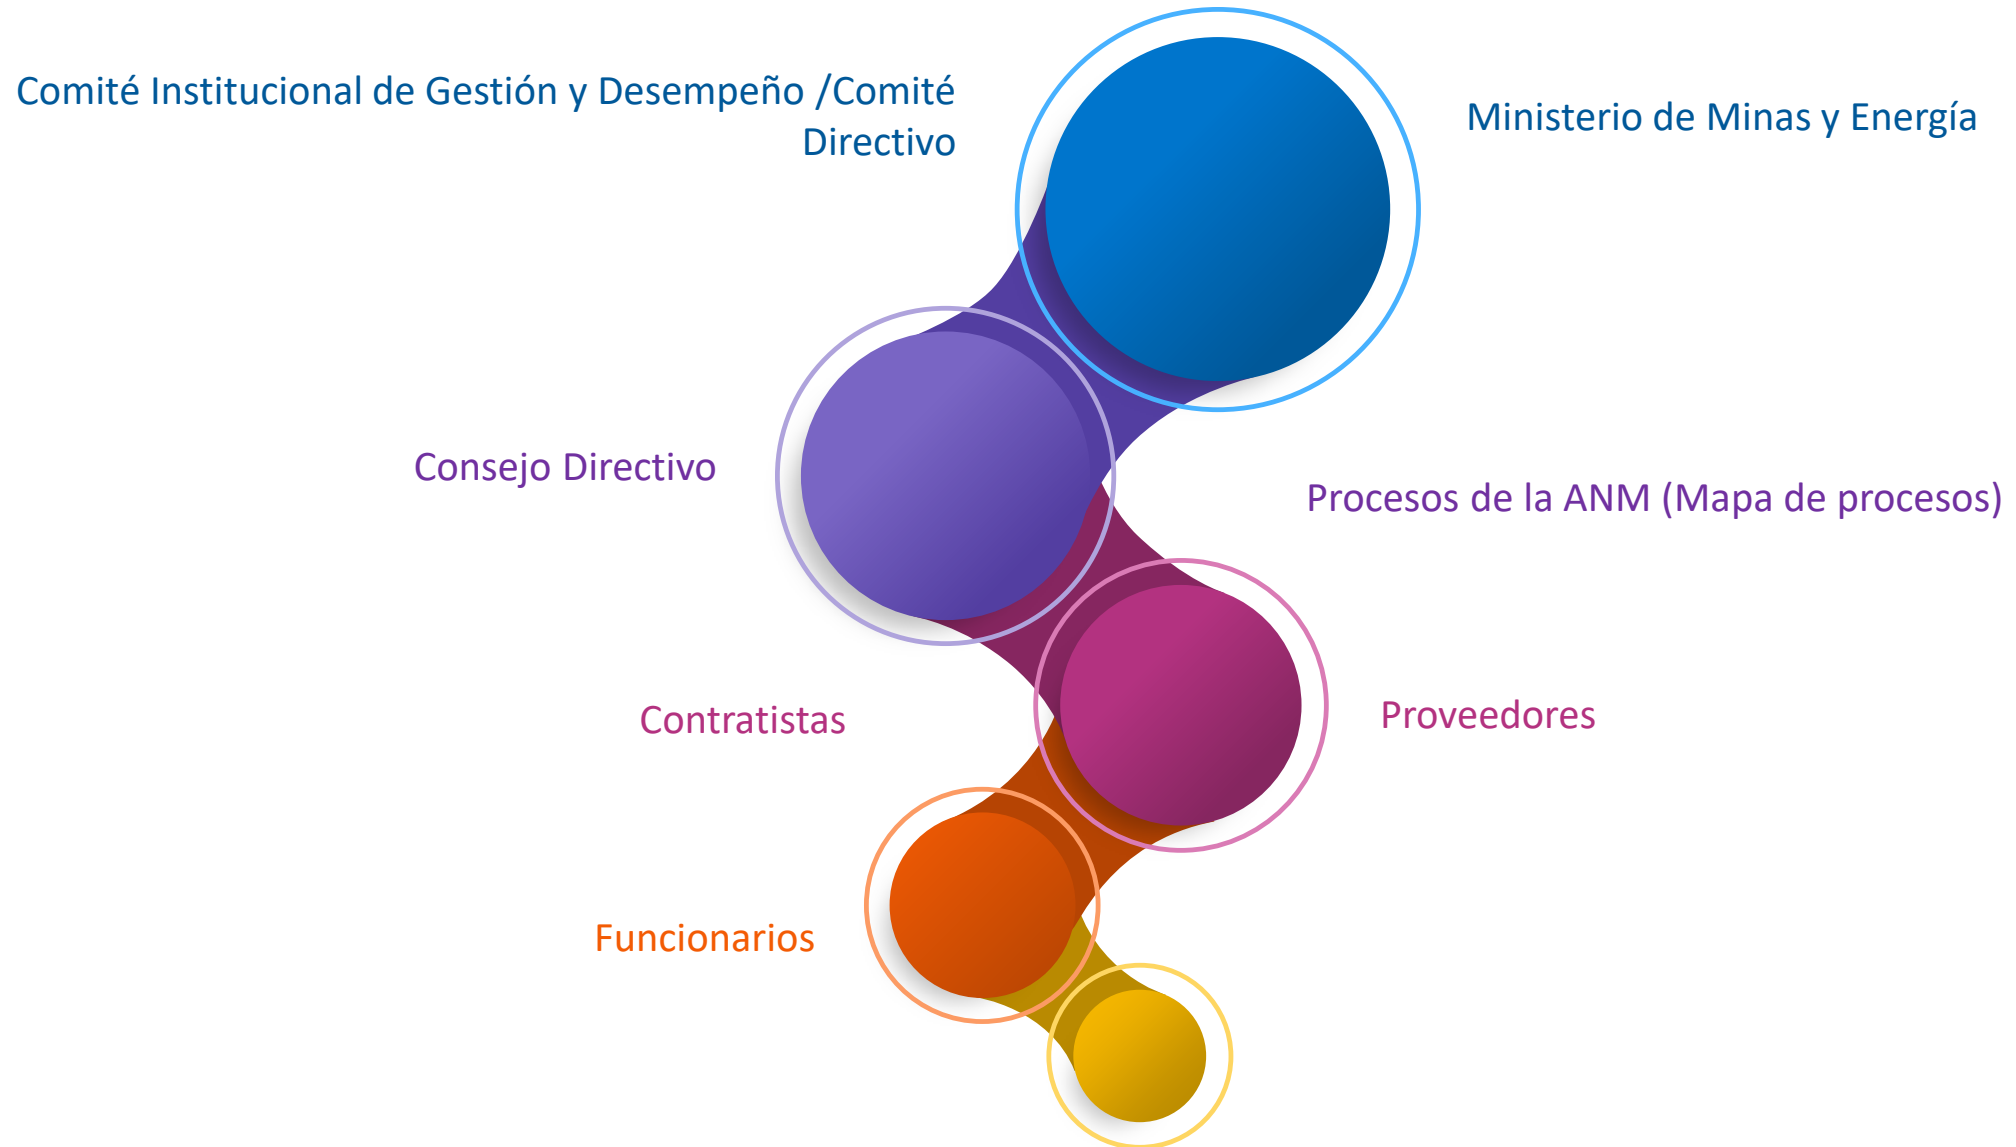 Comité Institucional de Gestión y Desempeño /Comité
Directivo
Ministerio de Minas y Energía
Consejo Directivo
Procesos de la ANM (Mapa de procesos)
Contratistas
Proveedores
Funcionarios